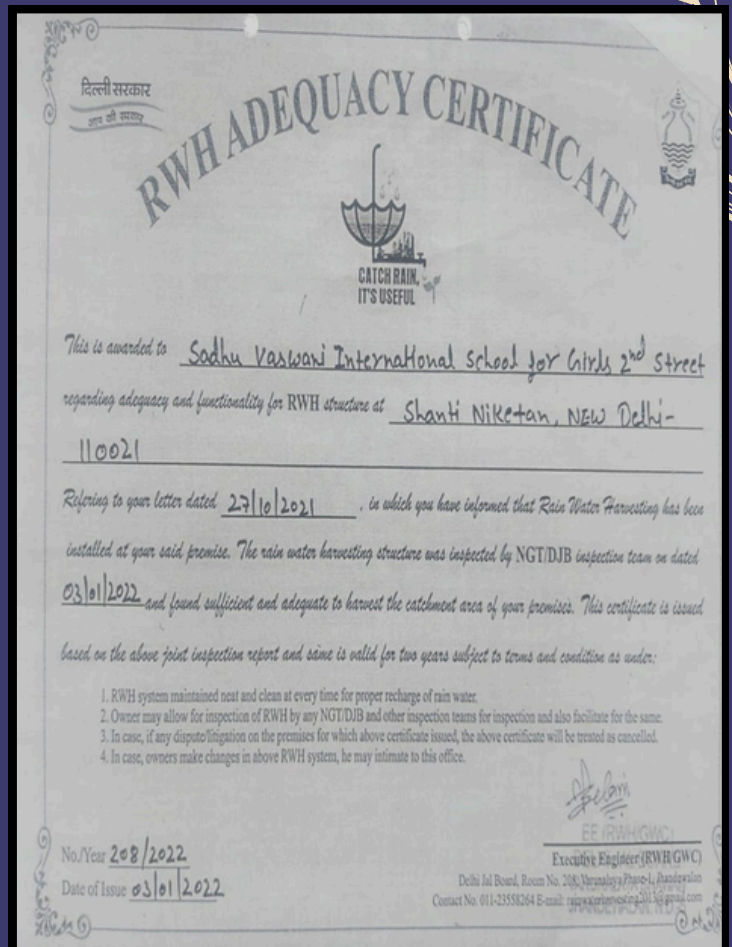 दिल्ली सरकार
आप की सरकार
RWH ADEQUACY CERTIFICATE
CATCH RAIN,
IT'S USEFUL
This is awarded to Sadhu Vaswani International School for Girls 2nd Street
regarding adequacy and functionality for RWH structure at Shanti Niketan, NEW Delhi-
110021
Refering to your letter dated 27/10/2021 , in which you have informed that Rain Water Harvesting has been
installed at your said premise. The rain water harvesting structure was inspected by NGT/DJB inspection team on dated
03/01/2022 and found sufficient and adequate to harvest the catchment area of your premises. This certificate is issued
based on the above joint inspection report and same is valid for two years subject to terms and condition as under:
1. RWH system maintained neat and clean at every time for proper recharge of rain water.
2. Owner may allow for inspection of RWH by any NGT/DJB and other inspection teams for inspection and also facilitate for the same.
3. In case, if any dispute/litigation on the premises for which above certificate issued, the above certificate will be treated as cancelled.
4. In case, owners make changes in above RWH system, he may intimate to this office.
EE (RWH/GWC)
No./Year 208/2022
Executive Engineer (RWH/GWC)
Date of Issue 03/01/2022
Delhi Jal Board, Room No. 208, Varunalaya Phase-I, Jhandewalan
Contact No. 011-23558264 E-mail: